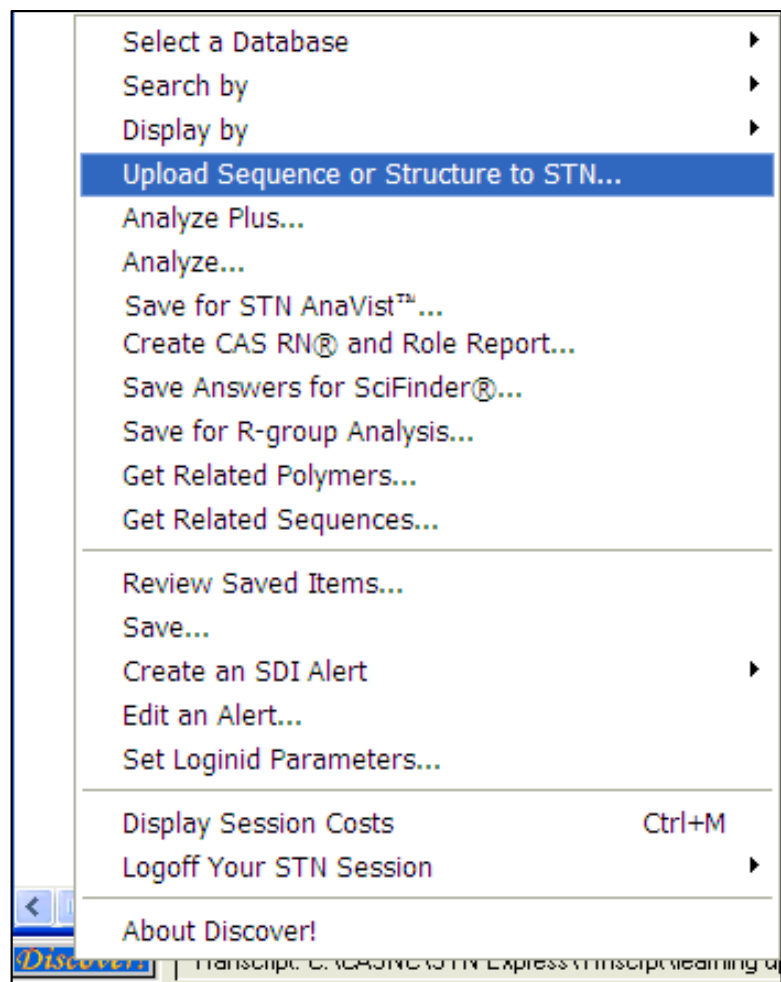 Select a Database
Search by
Display by
Upload Sequence or Structure to STN...
Analyze Plus...
Analyze...
Save for STN AnaVist™...
Create CAS RN® and Role Report...
Save Answers for SciFinder®...
Save for R-group Analysis...
Get Related Polymers...
Get Related Sequences...
Review Saved Items...
Save...
Create an SDI Alert
Edit an Alert...
Set Loginid Parameters...
Display Session Costs Ctrl+M
Logoff Your STN Session
About Discover!
Discover!